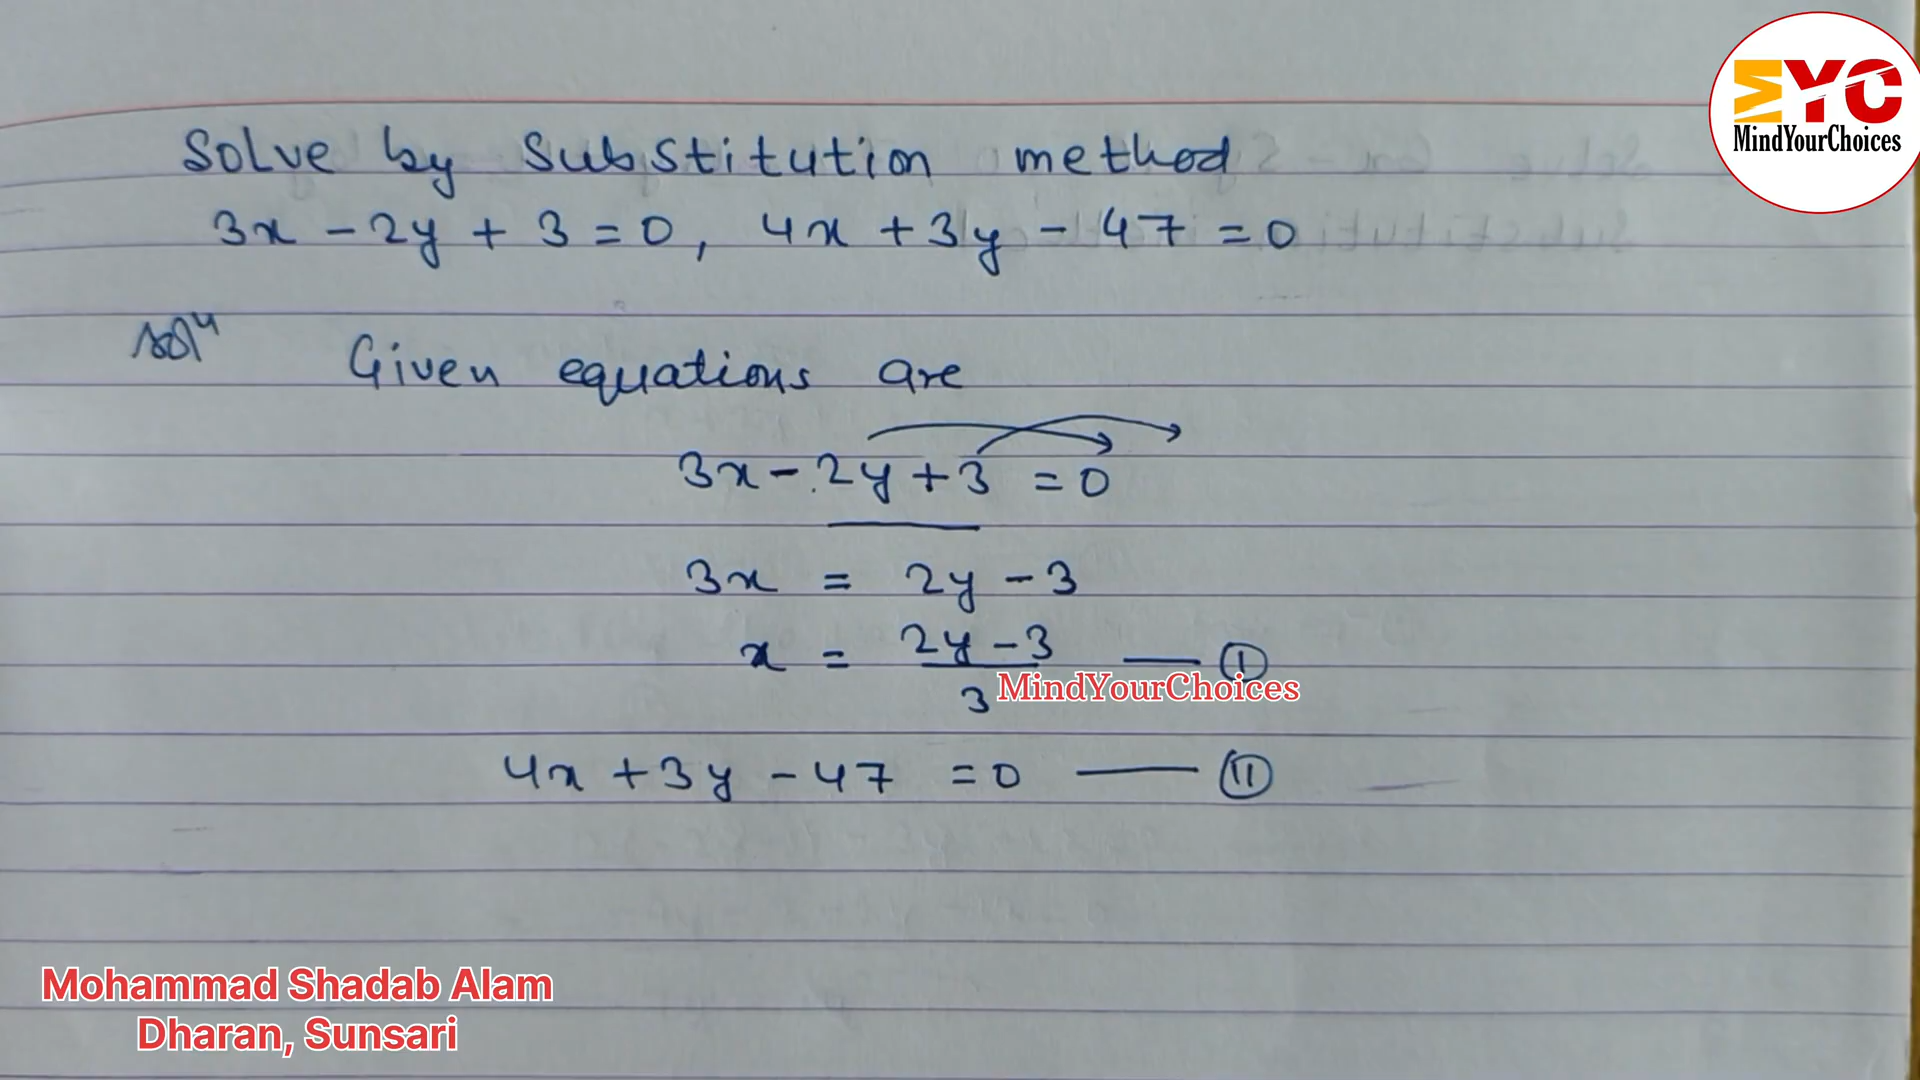 MYC
MindYourChoices
Solve by Substitution method
3x - 2y + 3 = 0, 4x + 3y - 47 = 0
Solⁿ Given equations are
3x - 2y + 3 = 0
3x = 2y - 3
x = 2y - 3 — I
3
MindYourChoices
4x + 3y - 47 = 0 — II
Mohammad Shadab Alam
Dharan, Sunsari